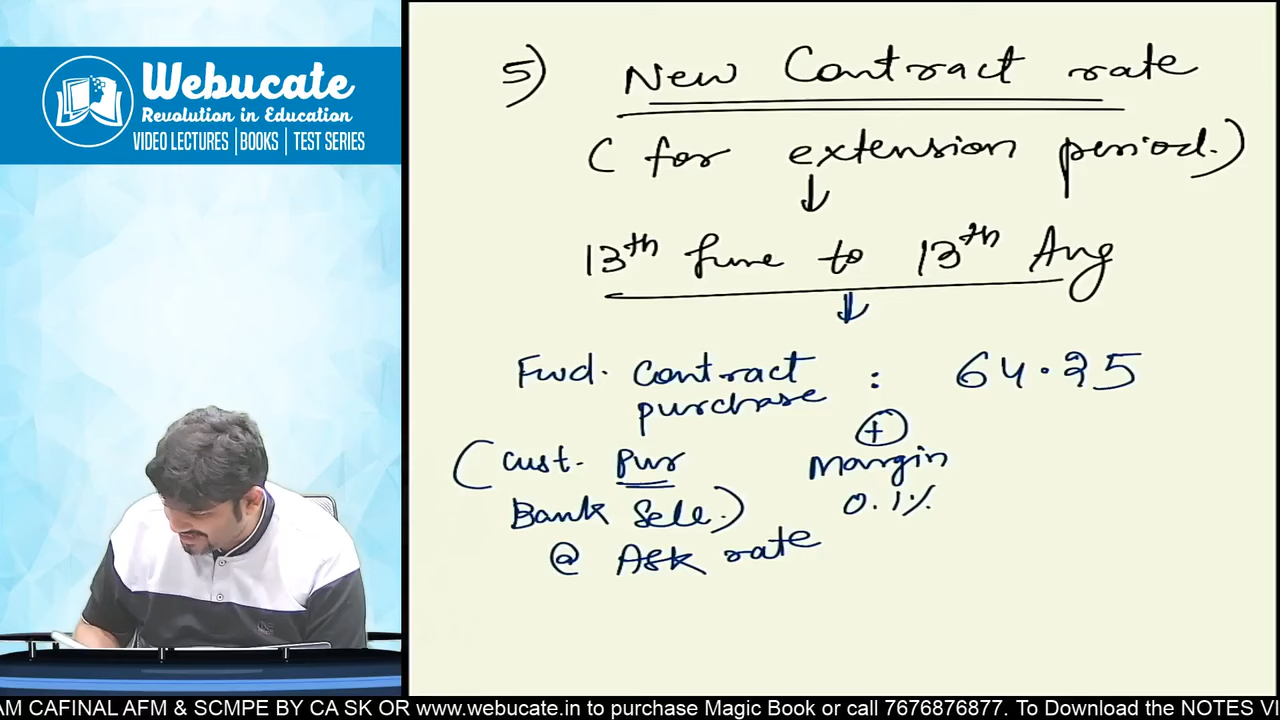 Webucate
Revolution in Education
VIDEO LECTURES | BOOKS | TEST SERIES
5) New Contract rate
( for extension period.)
13th June to 13th Aug
Fwd. Contract : 64.25
purchase
+
( Cust. Pur Margin
Bank Sell.) 0.1%
@ Ask rate
AM CAFINAL AFM & SCMPE BY CA SK OR www.webucate.in to purchase Magic Book or call 7676876877. To Download the NOTES VI